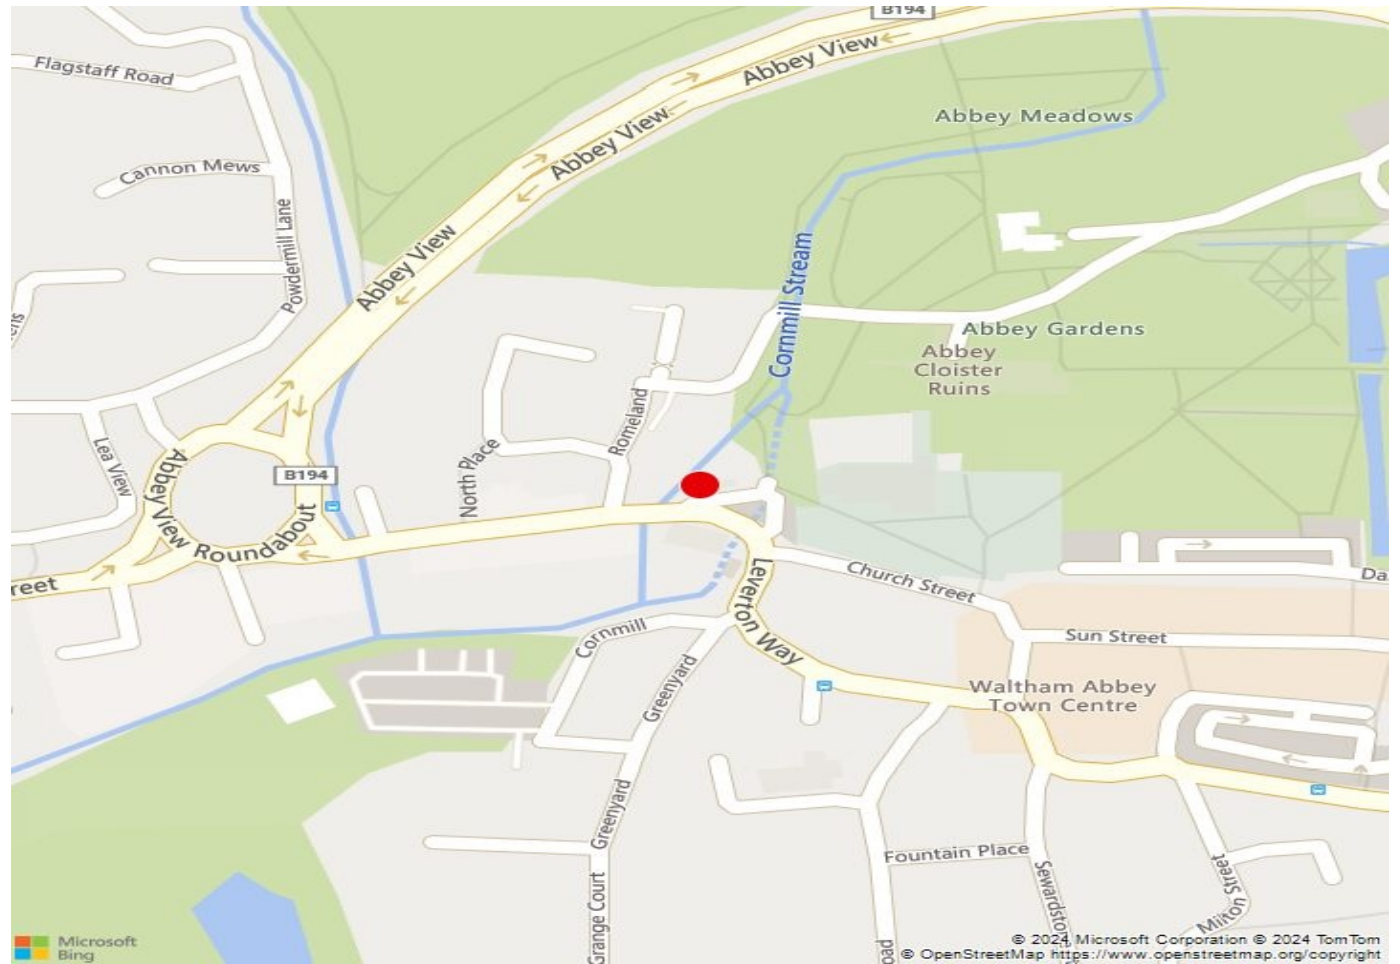 B194
Abbey View
Flagstaff Road
Abbey Meadows
Abbey View
Cannon Mews
Powdermill Lane
Abbey View
Cornmill Stream
Abbey Gardens
Abbey
Cloister
Ruins
Romeland
Lea View
North Place
B194
Abbey View Roundabout
reet
Church Street
Leverton Way
Sun Street
Cornmill
Greenyard
Waltham Abbey
Town Centre
Greenyard
Fountain Place
Milton Street
Grange Court
Sewardsto
oad
Microsoft
Bing
© 2024 Microsoft Corporation © 2024 TomTom
© OpenStreetMap https://www.openstreetmap.org/copyright